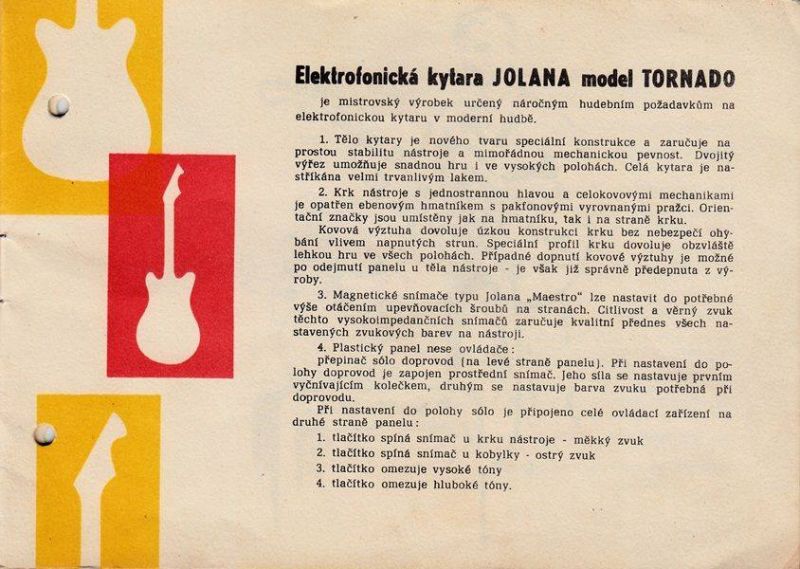 Elektrofonická kytara JOLANA model TORNADO
je mistrovský výrobek určený náročným hudebním požadavkům na
elektrofonickou kytaru v moderní hudbě.
1. Tělo kytary je nového tvaru speciální konstrukce a zaručuje na-
prostou stabilitu nástroje a mimořádnou mechanickou pevnost. Dvojitý
výřez umožňuje snadnou hru i ve vysokých polohách. Celá kytara je na-
stříkána velmi trvanlivým lakem.
2. Krk nástroje s jednostrannou hlavou a celokovovými mechanikami
je opatřen ebenovým hmatníkem s pakfonovými vyrovnanými pražci. Orien-
tační značky jsou umístěny jak na hmatníku, tak i na straně krku.
Kovová výztuha dovoluje úzkou konstrukci krku bez nebezpečí ohý-
bání vlivem napnutých strun. Speciální profil krku dovoluje obzvláště
lehkou hru ve všech polohách. Případné dopnutí kovové výztuhy je možné
po odejmutí panelu u těla nástroje - je však již správně předepnuta z vý-
roby.
3. Magnetické snímače typu Jolana „Maestro" lze nastavit do potřebné
výše otáčením upevňovacích šroubů na stranách. Citlivost a věrný zvuk
těchto vysokoimpedančních snímačů zaručuje kvalitní přednes všech na-
stavených zvukových barev na nástroji.
4. Plastický panel nese ovládače:
přepínač sólo doprovod (na levé straně panelu). Při nastavení do po-
lohy doprovod je zapojen prostřední snímač. Jeho síla se nastavuje prvním
vyčnívajícím kolečkem, druhým se nastavuje barva zvuku potřebná při
doprovodu.
Při nastavení do polohy sólo je připojeno celé ovládací zařízení na
druhé straně panelu:
1. tlačítko spíná snímač u krku nástroje - měkký zvuk
2. tlačítko spíná snímač u kobylky - ostrý zvuk
3. tlačítko omezuje vysoké tóny
4. tlačítko omezuje hluboké tóny.